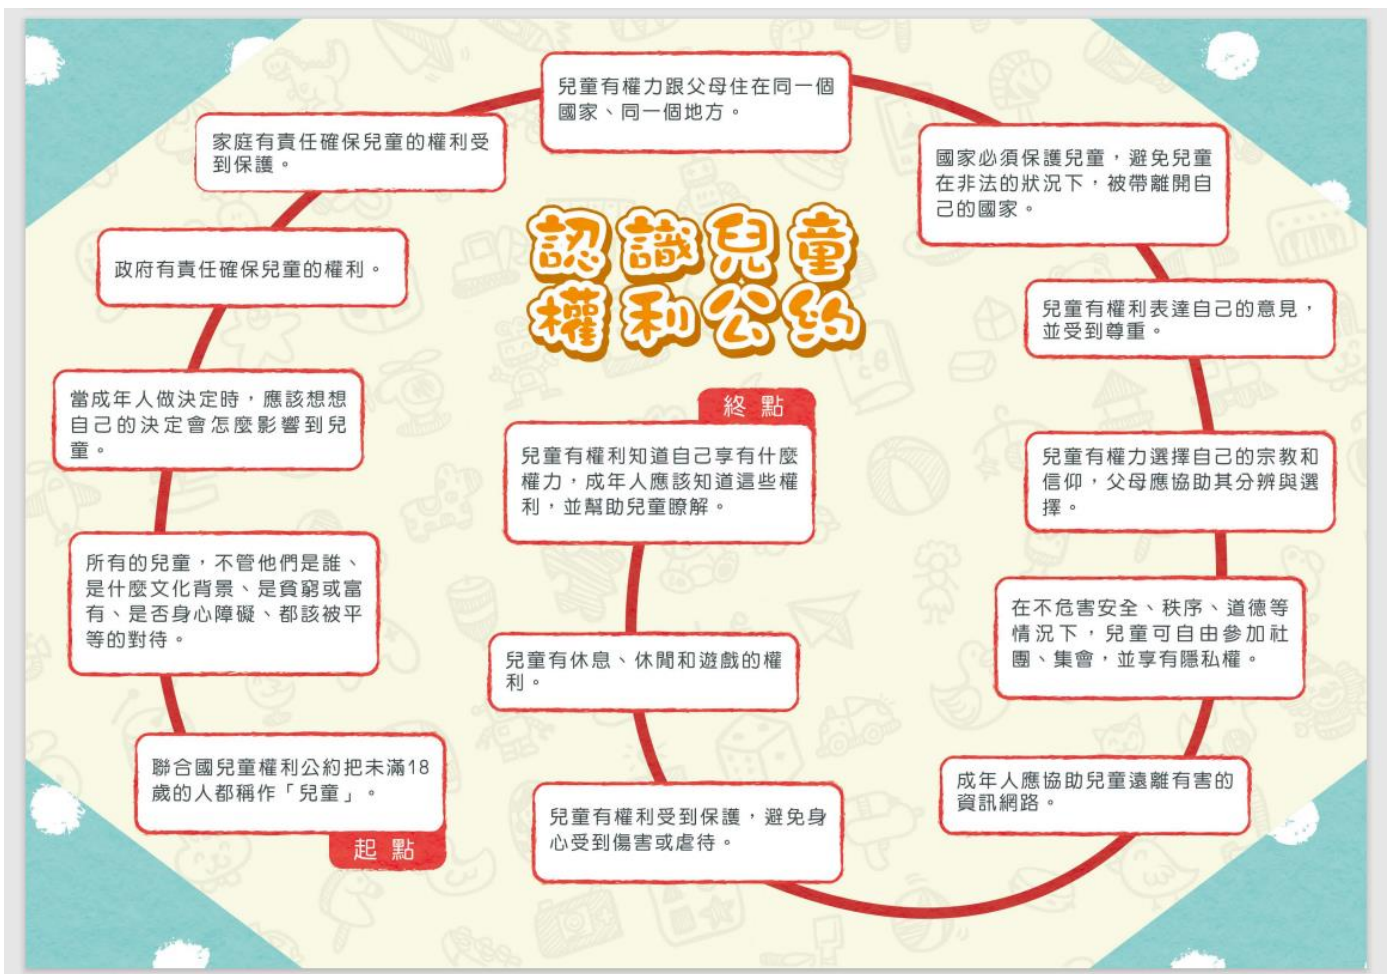 認識兒童
權利公約
起點
聯合國兒童權利公約把未滿18
歲的人都稱作「兒童」。
所有的兒童，不管他們是誰、
是什麼文化背景、是貧窮或富
有、是否身心障礙、都該被平
等的對待。
當成年人做決定時，應該想想
自己的決定會怎麼影響到兒
童。
政府有責任確保兒童的權利。
家庭有責任確保兒童的權利受
到保護。
兒童有權力跟父母住在同一個
國家、同一個地方。
國家必須保護兒童，避免兒童
在非法的狀況下，被帶離開自
己的國家。
兒童有權利表達自己的意見，
並受到尊重。
兒童有權力選擇自己的宗教和
信仰，父母應協助其分辨與選
擇。
在不危害安全、秩序、道德等
情況下，兒童可自由參加社
團、集會，並享有隱私權。
成年人應協助兒童遠離有害的
資訊網路。
兒童有權利受到保護，避免身
心受到傷害或虐待。
兒童有休息、休閒和遊戲的權
利。
終點
兒童有權利知道自己享有什麼
權力，成年人應該知道這些權
利，並幫助兒童瞭解。